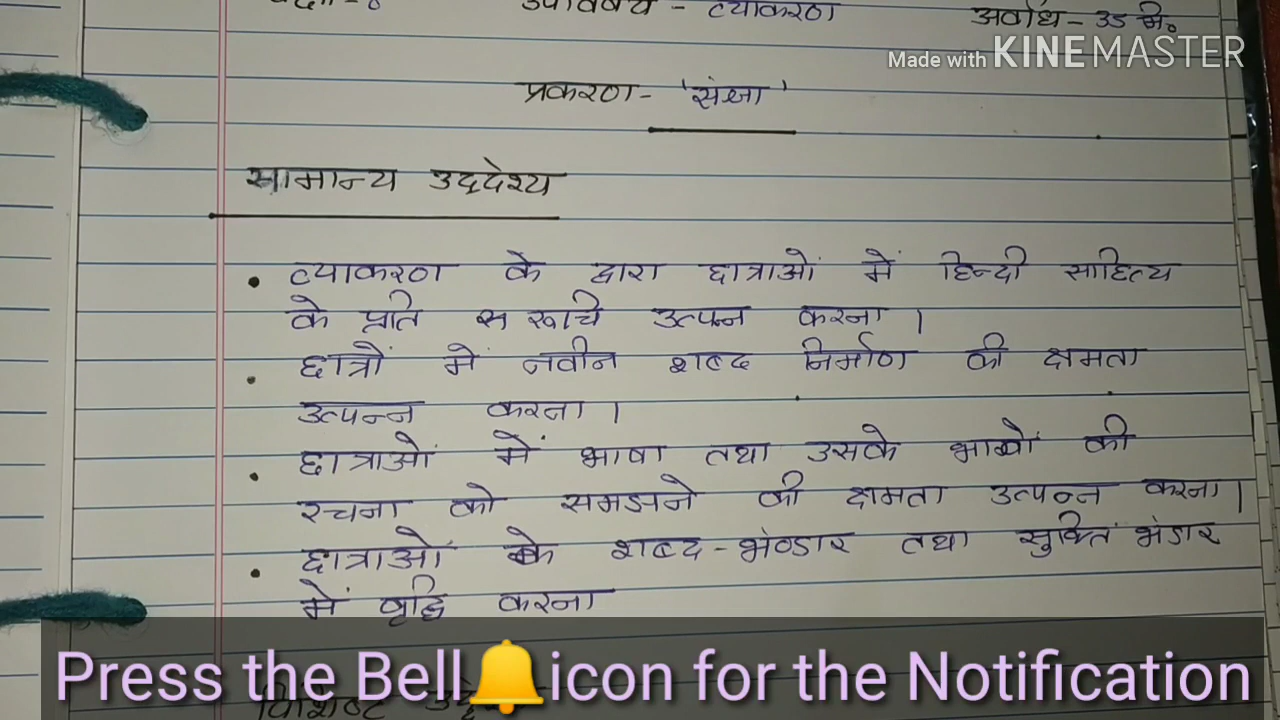 उपविषय - व्याकरण
अवधि - 35 मि०
Made with KINEMASTER
प्रकरण - 'संज्ञा'
सामान्य उद्देश्य
• व्याकरण के द्वारा छात्राओं में हिन्दी साहित्य
के प्रति रूचि उत्पन्न करना ।
• छात्रों में नवीन शब्द निर्माण की क्षमता
उत्पन्न करना ।
• छात्राओं में भाषा तथा उसके भावों की
रचना को समझने की क्षमता उत्पन्न करना ।
• छात्राओं के शब्द-भंण्डार तथा सुक्ति भंडार
में वृद्धि करना
Press the Bell🔔icon for the Notification